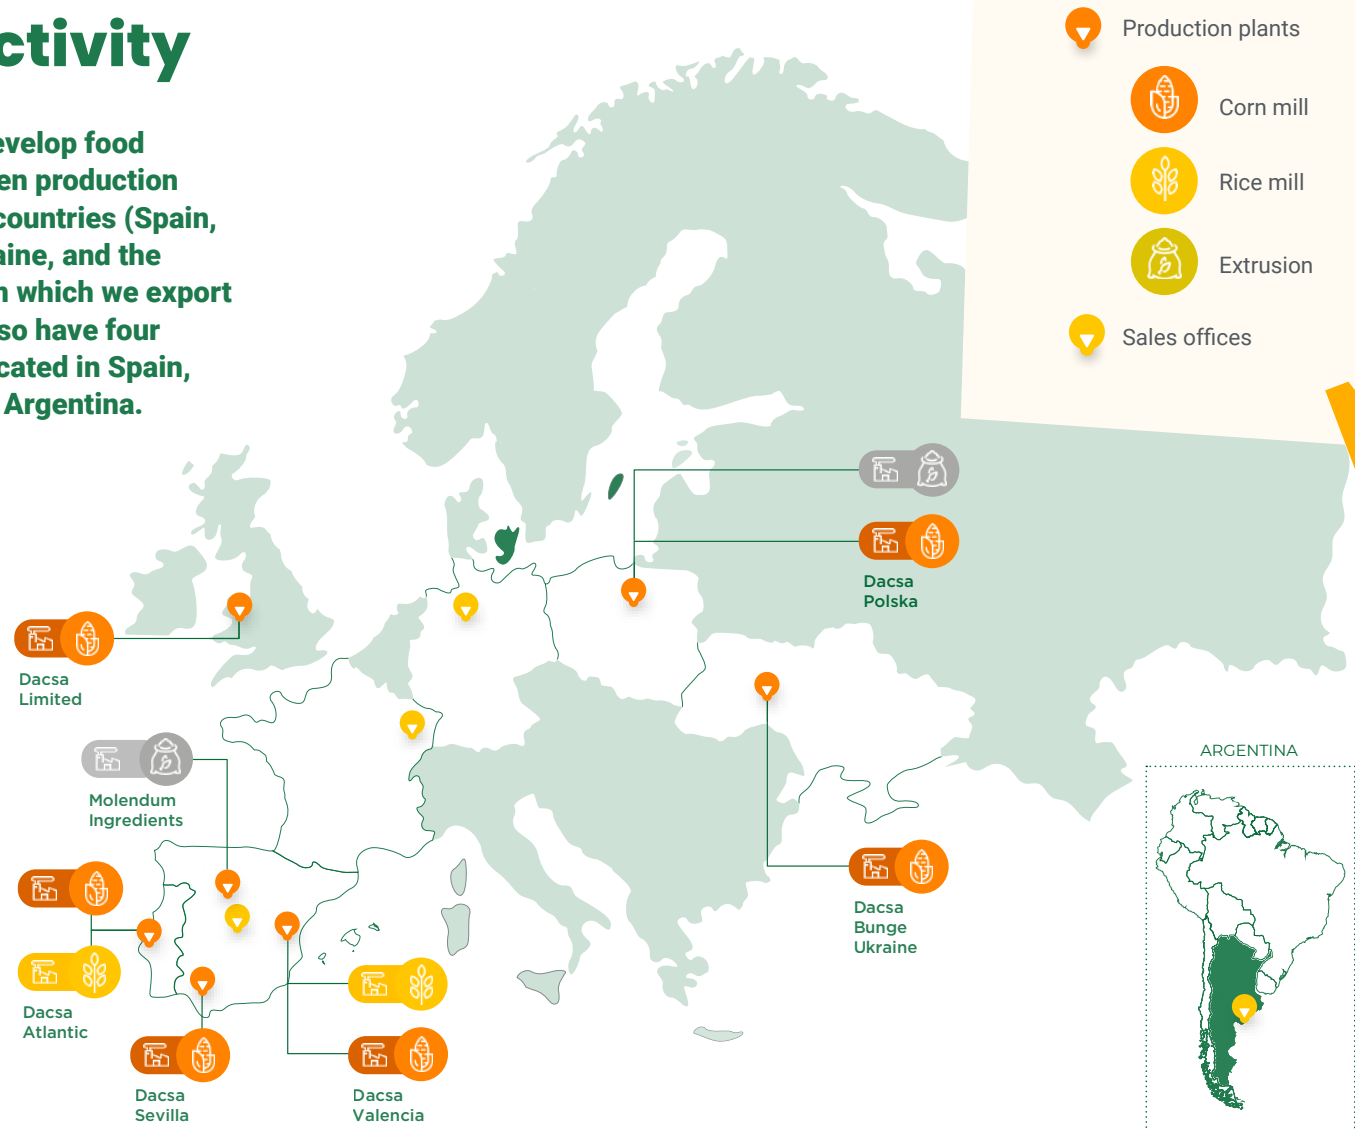 ctivity
evelop food
en production
countries (Spain,
aine, and the
n which we export
so have four
cated in Spain,
Argentina.
Production plants
Corn mill
Rice mill
Extrusion
Sales offices
Dacsa
Polska
Dacsa
Limited
Molendum
Ingredients
Dacsa
Bunge
Ukraine
Dacsa
Atlantic
Dacsa
Sevilla
Dacsa
Valencia
ARGENTINA